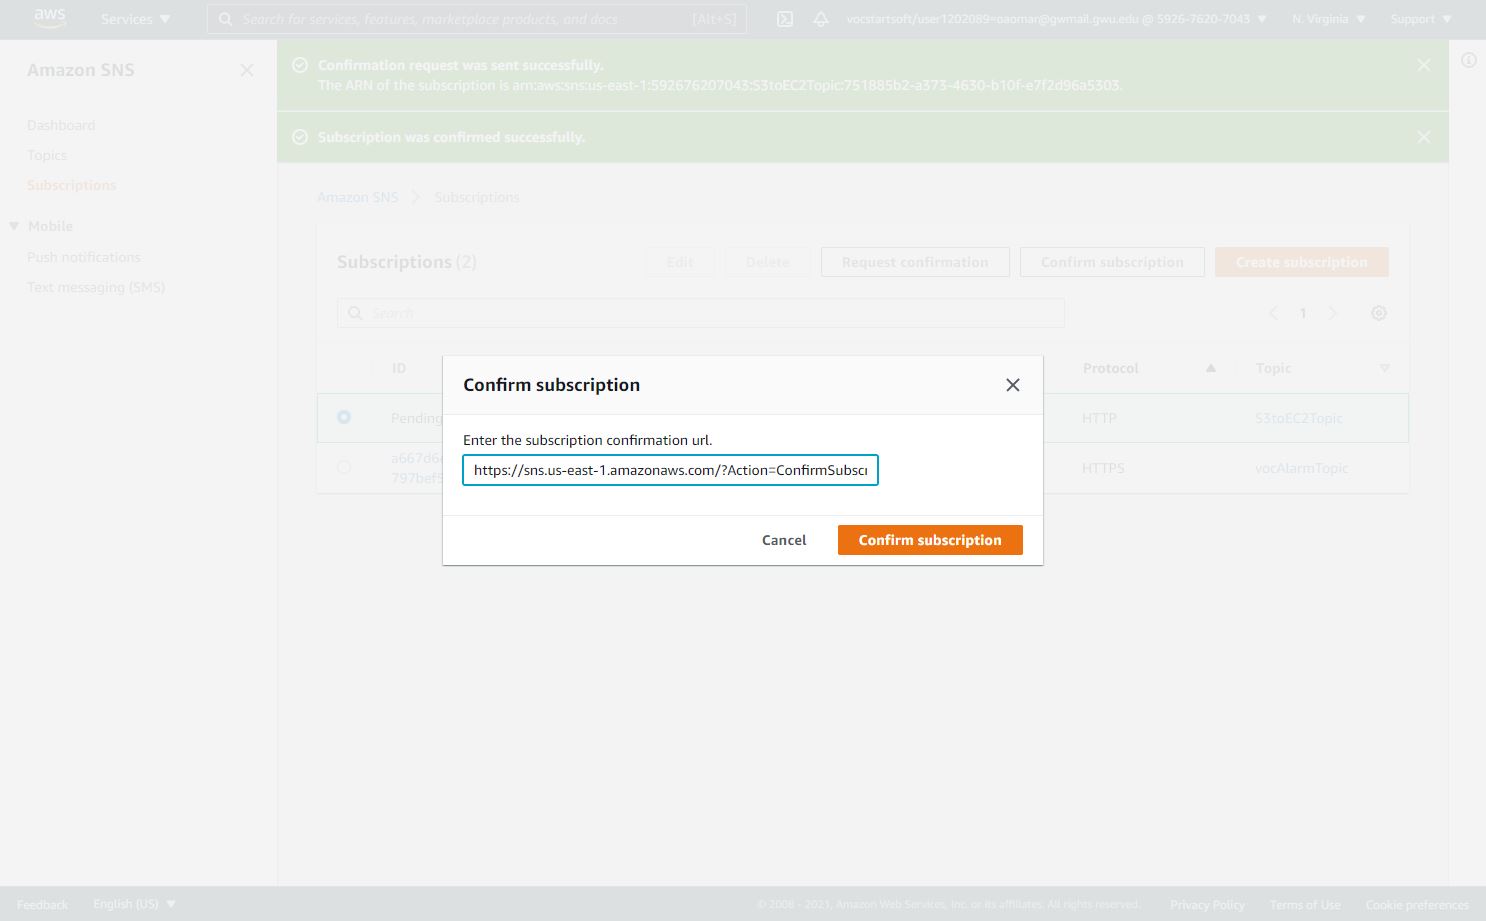 aws Services ▼ Search for services, features, marketplace products, and docs [Alt+S] vocstartsoft/user1202089=oaomar@gwmail.gwu.edu @ 5926-7620-7043 ▼ N. Virginia ▼ Support ▼
Amazon SNS
Dashboard
Topics
Subscriptions
▼ Mobile
Push notifications
Text messaging (SMS)
Confirmation request was sent successfully.
The ARN of the subscription is arn:aws:sns:us-east-1:592676207043:S3toEC2Topic:751885b2-a373-4630-b10f-e7f2d96a5303.
Subscription was confirmed successfully.
Amazon SNS > Subscriptions
Subscriptions (2) Edit Delete Request confirmation Confirm subscription Create subscription
Search 1
ID Protocol ▲ Topic ▽
Pending HTTP S3toEC2Topic
HTTPS vocAlarmTopic
797bef5
Confirm subscription
Enter the subscription confirmation url.
https://sns.us-east-1.amazonaws.com/?Action=ConfirmSubscr
Cancel Confirm subscription
Feedback English (US) ▼ © 2008 - 2021, Amazon Web Services, Inc. or its affiliates. All rights reserved. Privacy Policy Terms of Use Cookie preferences